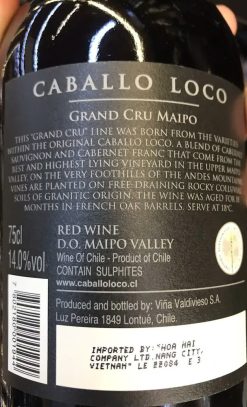 CABALLO LOCO
GRAND CRU MAIPO
THIS "GRAND CRU" LINE WAS BORN FROM THE VARIETIES
WITHIN THE ORIGINAL CABALLO LOCO, A BLEND OF CABERNET
SAUVIGNON AND CABERNET FRANC THAT COME FROM THE
BEST AND HIGHEST LYING VINEYARD IN THE UPPER MAIPO
VALLEY, ON THE VERY FOOTHILLS OF THE ANDES MOUNTAINS
VINES ARE PLANTED ON FREE DRAINING ROCKY COLLUVIAL
SOILS OF GRANITIC ORIGIN. THE WINE WAS AGED FOR
MONTHS IN FRENCH OAK BARRELS. SERVE AT 18°C.
75cl
14.0%vol
RED WINE
D.O. MAIPO VALLEY
Wine Of Chile - Product of Chile
CONTAIN SULPHITES
www.caballoloco.cl
Produced and bottled by: Viña Valdivieso S.A.
Luz Pereira 1849 Lontué, Chile.
IMPORTED BY: "HOA HAI
COMPANY LTD. NANG CITY,
VIETNAM" LE 22084 E 3